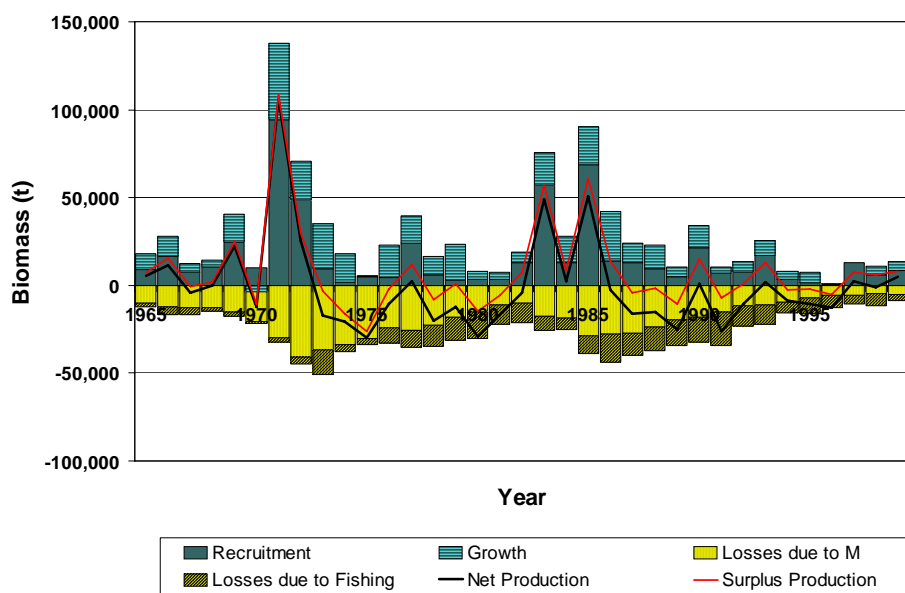 150,000
100,000
50,000
0
-50,000
-100,000
Biomass (t)
1965 1970 1975 1980 1985 1990 1995
Year
Recruitment Growth Losses due to M
Losses due to Fishing Net Production Surplus Production